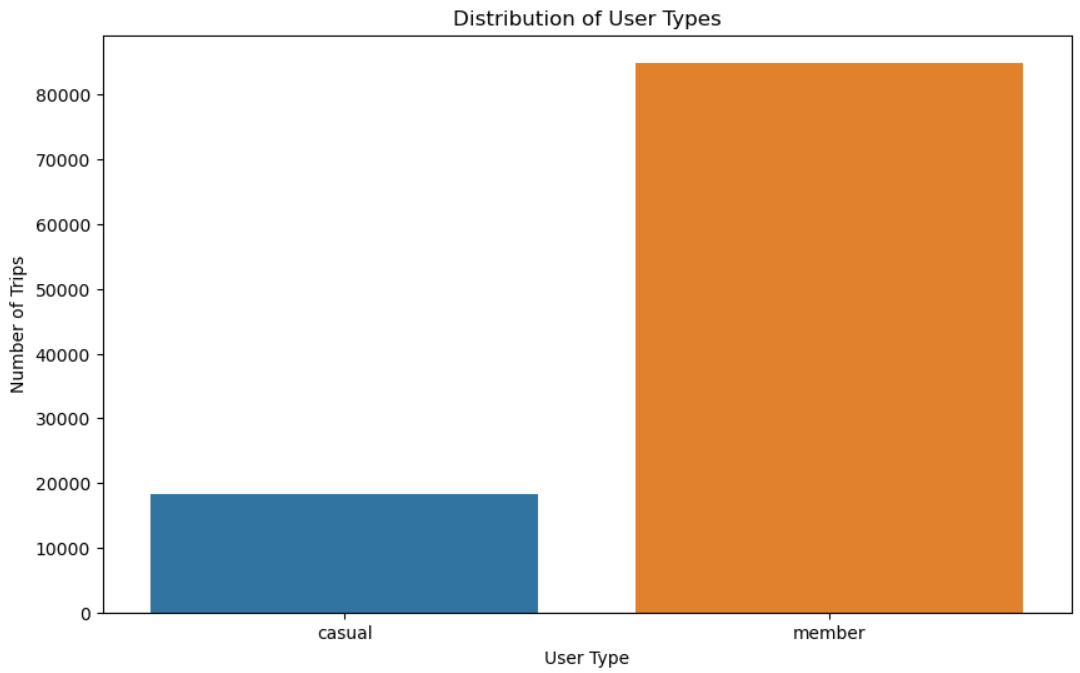 Distribution of User Types
Number of Trips
80000
70000
60000
50000
40000
30000
20000
10000
0
casual member
User Type